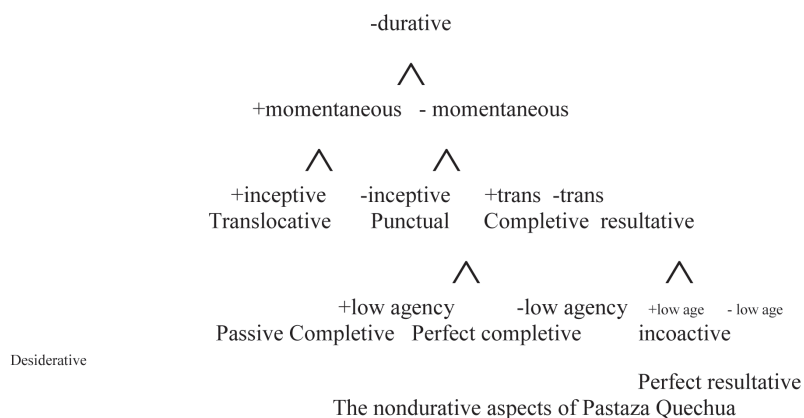 -durative
+momentaneous - momentaneous
+inceptive -inceptive +trans -trans
Translocative Punctual Completive resultative
+low agency -low agency +low age - low age
Passive Completive Perfect completive incoactive
Desiderative
Perfect resultative
The nondurative aspects of Pastaza Quechua